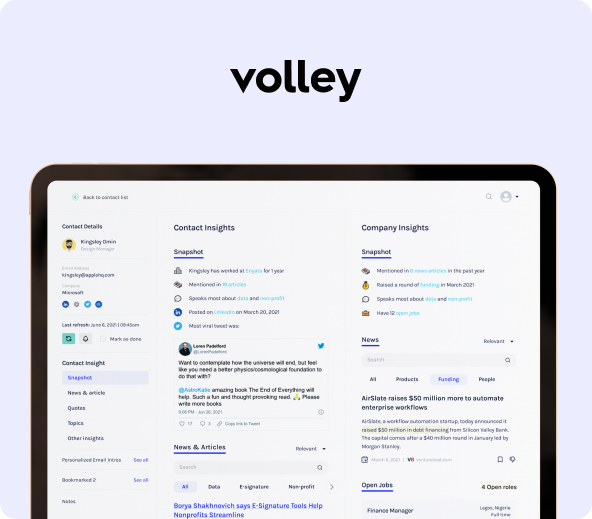 volley
Back to contact list
Contact Details
Kingsley Omin
Design Manager
Email Address
kingsley@applehq.com
Company
Microsoft
Last refresh: June 6, 2021 | 09:45am
Mark as done
Contact Insight
Snapshot
News & article
Quotes
Topics
Other insights
Personalized Email Intros See all
Bookmarked 2 See all
Notes
Contact Insights
Snapshot
Kingsley has worked at Enyata for 1 year
Mentioned in 19 articles
Speaks most about data and non-profit
Posted on LinkedIn on March 20, 2021
Most viral tweet was:
Loren Padelford
@LorenPadelford
Want to contemplate how the universe will end, but feel
like you need a better physics/cosmological foundation to
do that?
@AstroKatie amazing book The End of Everything will
help. Such a fun and thought provoking read. 🙏 Please
write more books
9:06 PM · Jun 30, 2021
17 3 Copy link to Tweet
News & Articles Relevant
Search
All Data E-signature Non-profit
Borya Shakhnovich says E-Signature Tools Help
Nonprofits Streamline
Company Insights
Snapshot
Mentioned in 6 news articles in the past year
Raised a round of funding in March 2021
Speaks most about data and non-profit
Have 12 open jobs
News Relevant
Search
All Products Funding People
AirSlate raises $50 million more to automate
enterprise workflows
AirSlate, a workflow automation startup, today announced it
raised $50 million in debt financing from Silicon Valley Bank.
The capital comes after a $40 million round in January led by
Morgan Stanley.
March 4, 2021 | VB venturebeat.com
Open Jobs 4 Open roles
Finance Manager Lagos, Nigeria
Full time